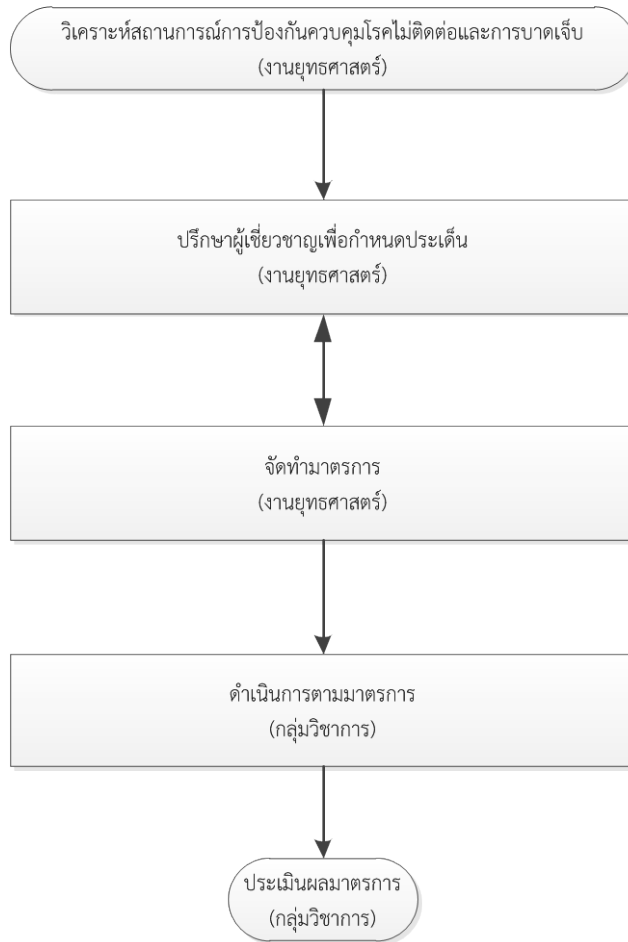 วิเคราะห์สถานการณ์การป้องกันควบคุมโรคไม่ติดต่อและการบาดเจ็บ
(งานยุทธศาสตร์)
ปรึกษาผู้เชี่ยวชาญเพื่อกำหนดประเด็น
(งานยุทธศาสตร์)
จัดทำมาตรการ
(งานยุทธศาสตร์)
ดำเนินการตามมาตรการ
(กลุ่มวิชาการ)
ประเมินผลมาตรการ
(กลุ่มวิชาการ)